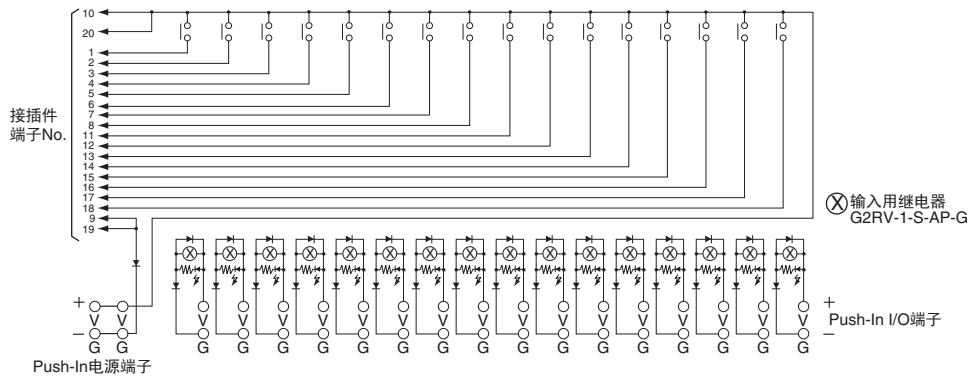 10
20
1
2
3
4
5
6
7
8
11
12
13
14
15
16
17
18
9
19
接插件
端子No.
X 输入用继电器
G2RV-1-S-AP-G
X X X X X X X X X X X X X X X X
+ +
V V V V V V V V V V V V V V V V V V
Push-In I/O端子
− −
G G G G G G G G G G G G G G G G G G
Push-In电源端子